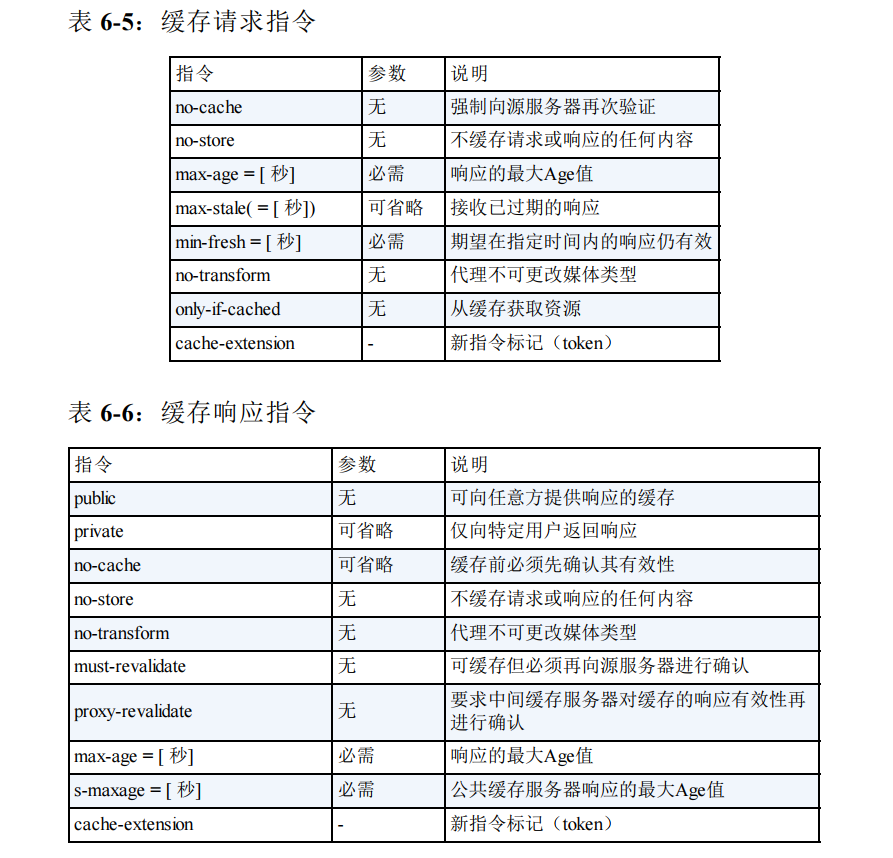 表 6-5：缓存请求指令
指令 参数 说明
no-cache 无 强制向源服务器再次验证
no-store 无 不缓存请求或响应的任何内容
max-age = [ 秒] 必需 响应的最大Age值
max-stale( = [ 秒]) 可省略 接收已过期的响应
min-fresh = [ 秒] 必需 期望在指定时间内的响应仍有效
no-transform 无 代理不可更改媒体类型
only-if-cached 无 从缓存获取资源
cache-extension - 新指令标记（token）
表 6-6：缓存响应指令
指令 参数 说明
public 无 可向任意方提供响应的缓存
private 可省略 仅向特定用户返回响应
no-cache 可省略 缓存前必须先确认其有效性
no-store 无 不缓存请求或响应的任何内容
no-transform 无 代理不可更改媒体类型
must-revalidate 无 可缓存但必须再向源服务器进行确认
proxy-revalidate 无 要求中间缓存服务器对缓存的响应有效性再
进行确认
max-age = [ 秒] 必需 响应的最大Age值
s-maxage = [ 秒] 必需 公共缓存服务器响应的最大Age值
cache-extension - 新指令标记（token）